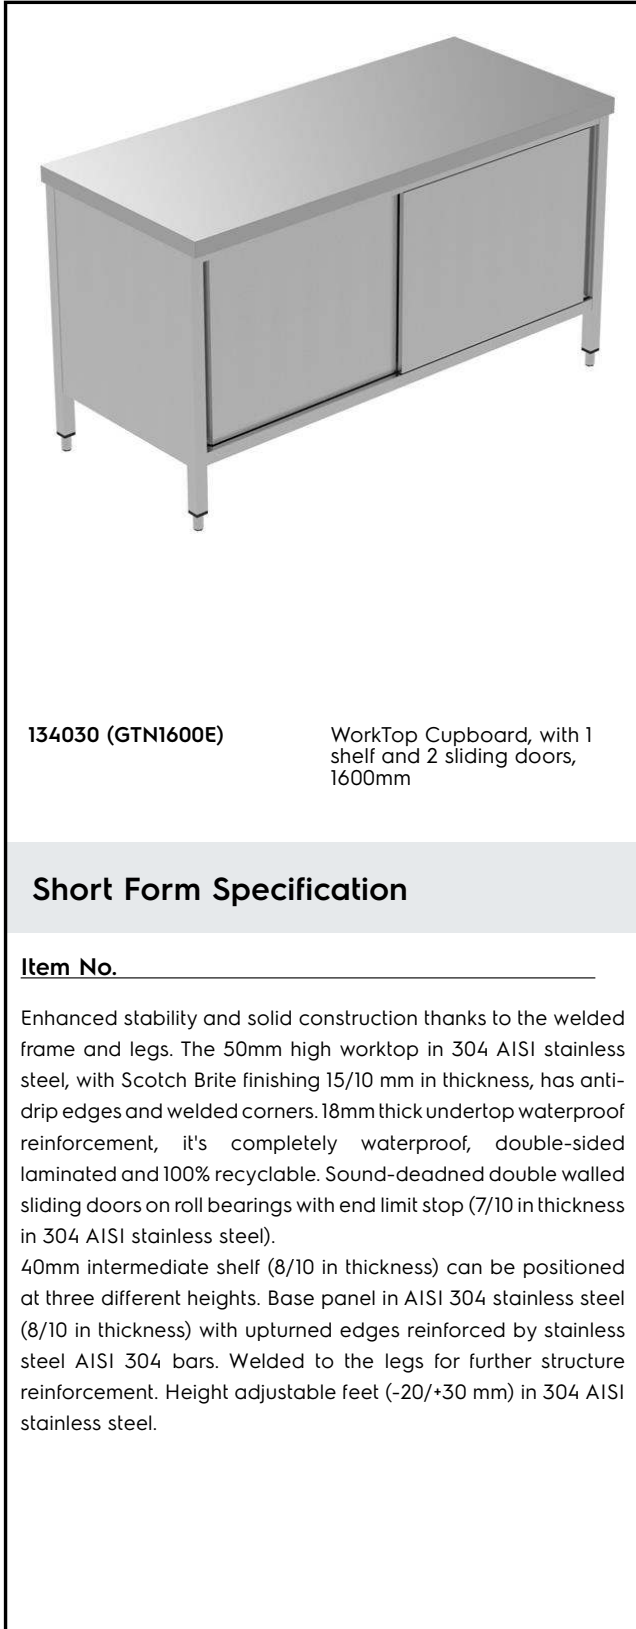 134030 (GTN1600E)
WorkTop Cupboard, with 1
shelf and 2 sliding doors,
1600mm
Short Form Specification
Item No.
Enhanced stability and solid construction thanks to the welded
frame and legs. The 50mm high worktop in 304 AISI stainless
steel, with Scotch Brite finishing 15/10 mm in thickness, has anti-
drip edges and welded corners. 18mm thick undertop waterproof
reinforcement, it's completely waterproof, double-sided
laminated and 100% recyclable. Sound-deadned double walled
sliding doors on roll bearings with end limit stop (7/10 in thickness
in 304 AISI stainless steel).
40mm intermediate shelf (8/10 in thickness) can be positioned
at three different heights. Base panel in AISI 304 stainless steel
(8/10 in thickness) with upturned edges reinforced by stainless
steel AISI 304 bars. Welded to the legs for further structure
reinforcement. Height adjustable feet (-20/+30 mm) in 304 AISI
stainless steel.